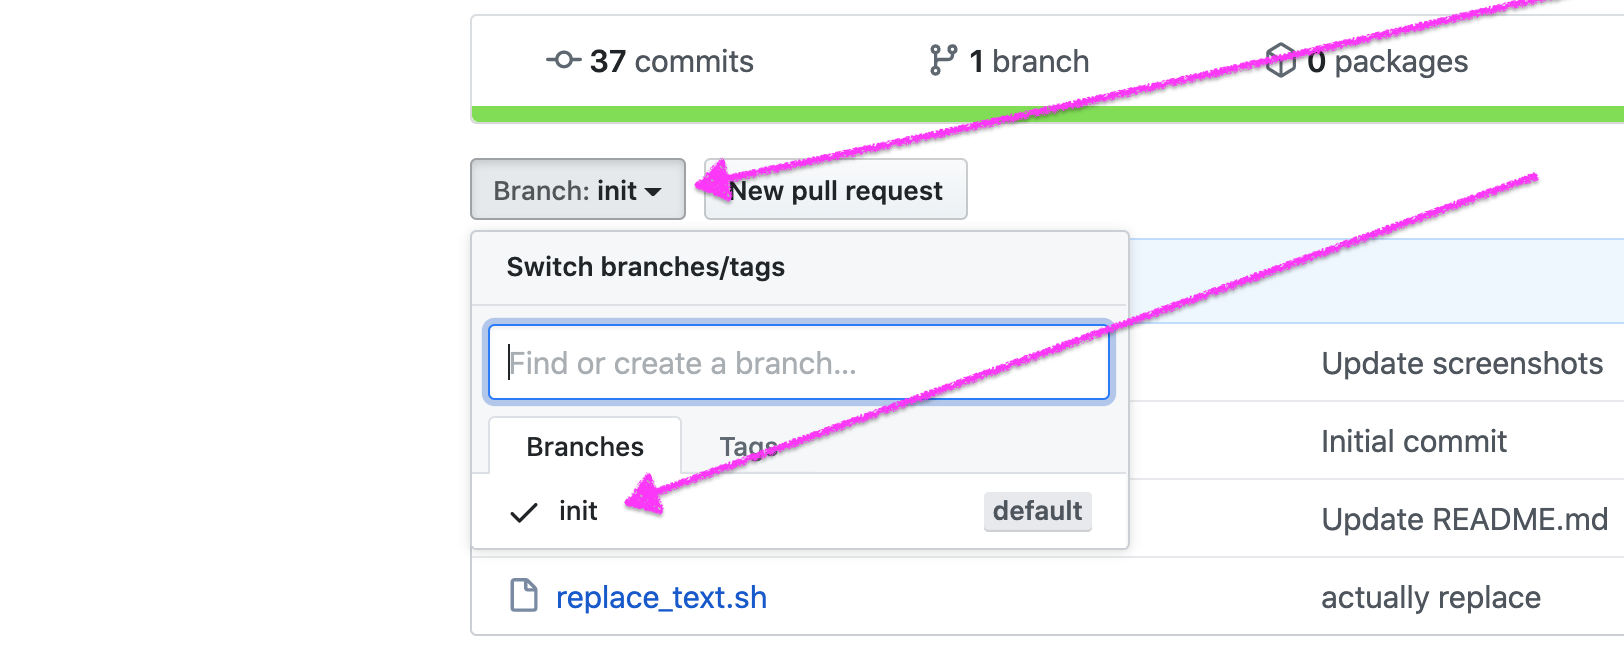 37 commits
1 branch
0 packages
Branch: init
New pull request
Switch branches/tags
Find or create a branch...
Update screenshots
Branches
Tags
Initial commit
init
default
Update README.md
replace_text.sh
actually replace